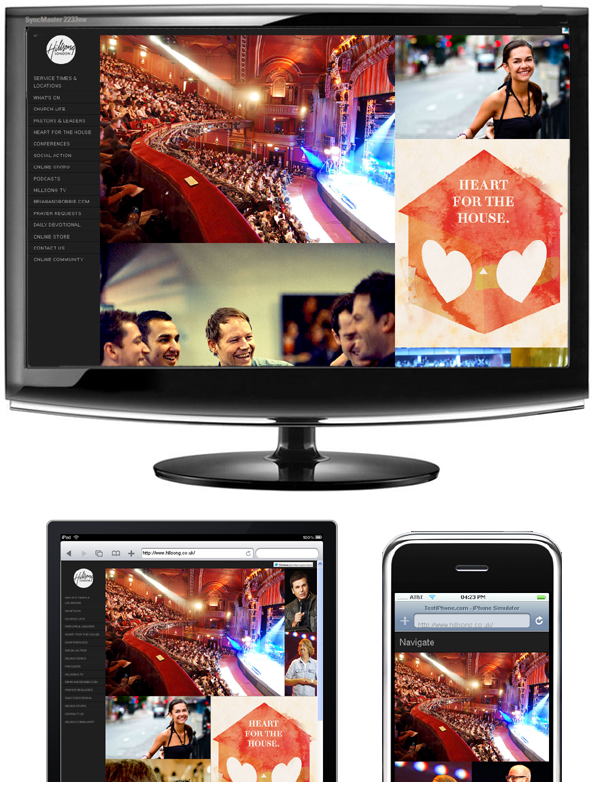 SyncMaster 2233sw
Hillsong
LONDON
SERVICE TIMES &
LOCATIONS
WHAT'S ON
CHURCH LIFE
PASTORS & LEADERS
HEART FOR THE HOUSE
CONFERENCES
SOCIAL ACTION
ONLINE GIVING
PODCASTS
HILLSONG TV
BRIANANDBOBBIE.COM
PRAYER REQUESTS
DAILY DEVOTIONAL
ONLINE STORE
CONTACT US
ONLINE COMMUNITY
HEART
FOR THE
HOUSE.
iPad
100%
http://www.hillsong.co.uk/
HEART
FOR THE
HOUSE.
AT&T
04:23 PM
TestiPhone.com - iPhone Simulator
http://www.hillsong.co.uk/
Navigate